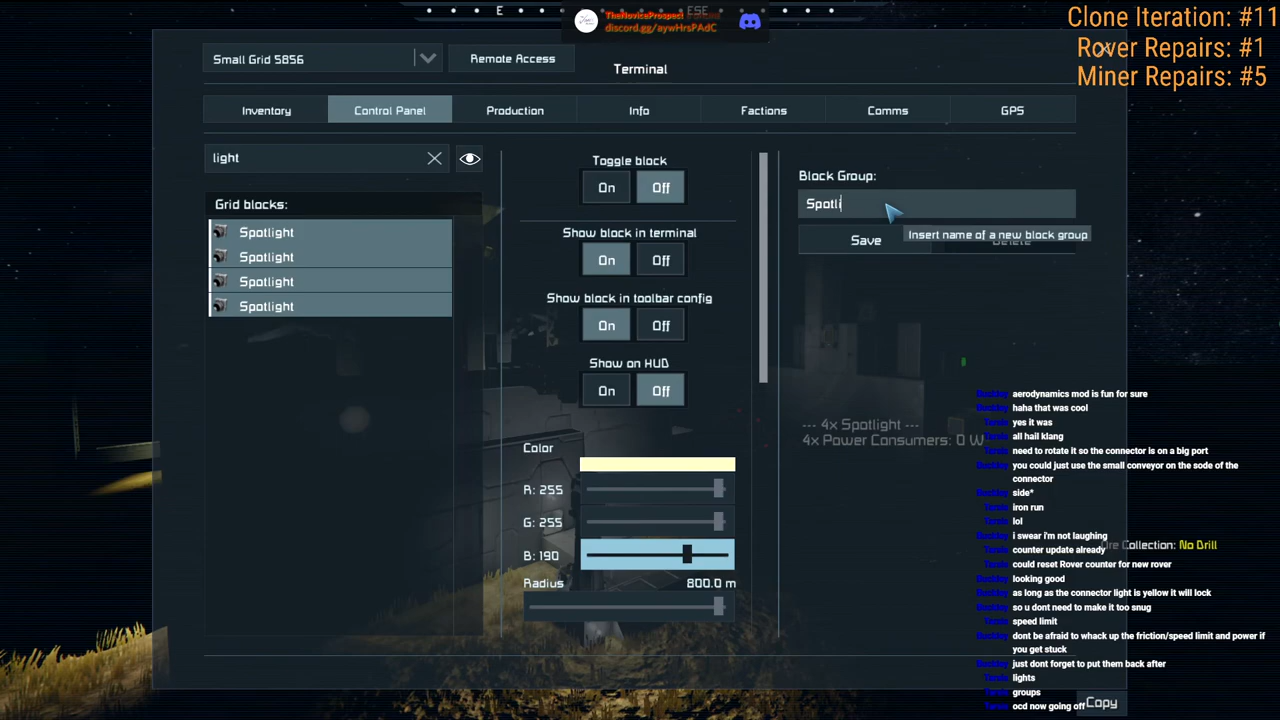 E
ESE
TheNoviceProspect
discord.gg/aywHrsPAdC
Clone Iteration: #11
Rover Repairs: #1
Miner Repairs: #5
Small Grid 5856
Remote Access
Terminal
Inventory
Control Panel
Production
Info
Factions
Comms
GPS
light
Grid blocks:
Spotlight
Spotlight
Spotlight
Spotlight
Toggle block
On
Off
Show block in terminal
On
Off
Show block in toolbar config
On
Off
Show on HUD
On
Off
Color
R: 255
G: 255
B: 190
Radius
800.0 m
Block Group:
Spotli
Save
Delete
Insert name of a new block group
--- 4x Spotlight ---
4x Power Consumers: 0 W
aerodynamics mod is fun for sure
haha that was cool
yes it was
all hail klang
need to rotate it so the connector is on a big port
you could just use the small conveyor on the sode of the
connector
side*
iron run
lol
i swear i'm not laughing
counter update already
Ore Collection: No Drill
could reset Rover counter for new rover
looking good
as long as the connector light is yellow it will lock
so u dont need to make it too snug
speed limit
dont be afraid to whack up the friction/speed limit and power if
you get stuck
just dont forget to put them back after
lights
groups
ocd now going off
Copy